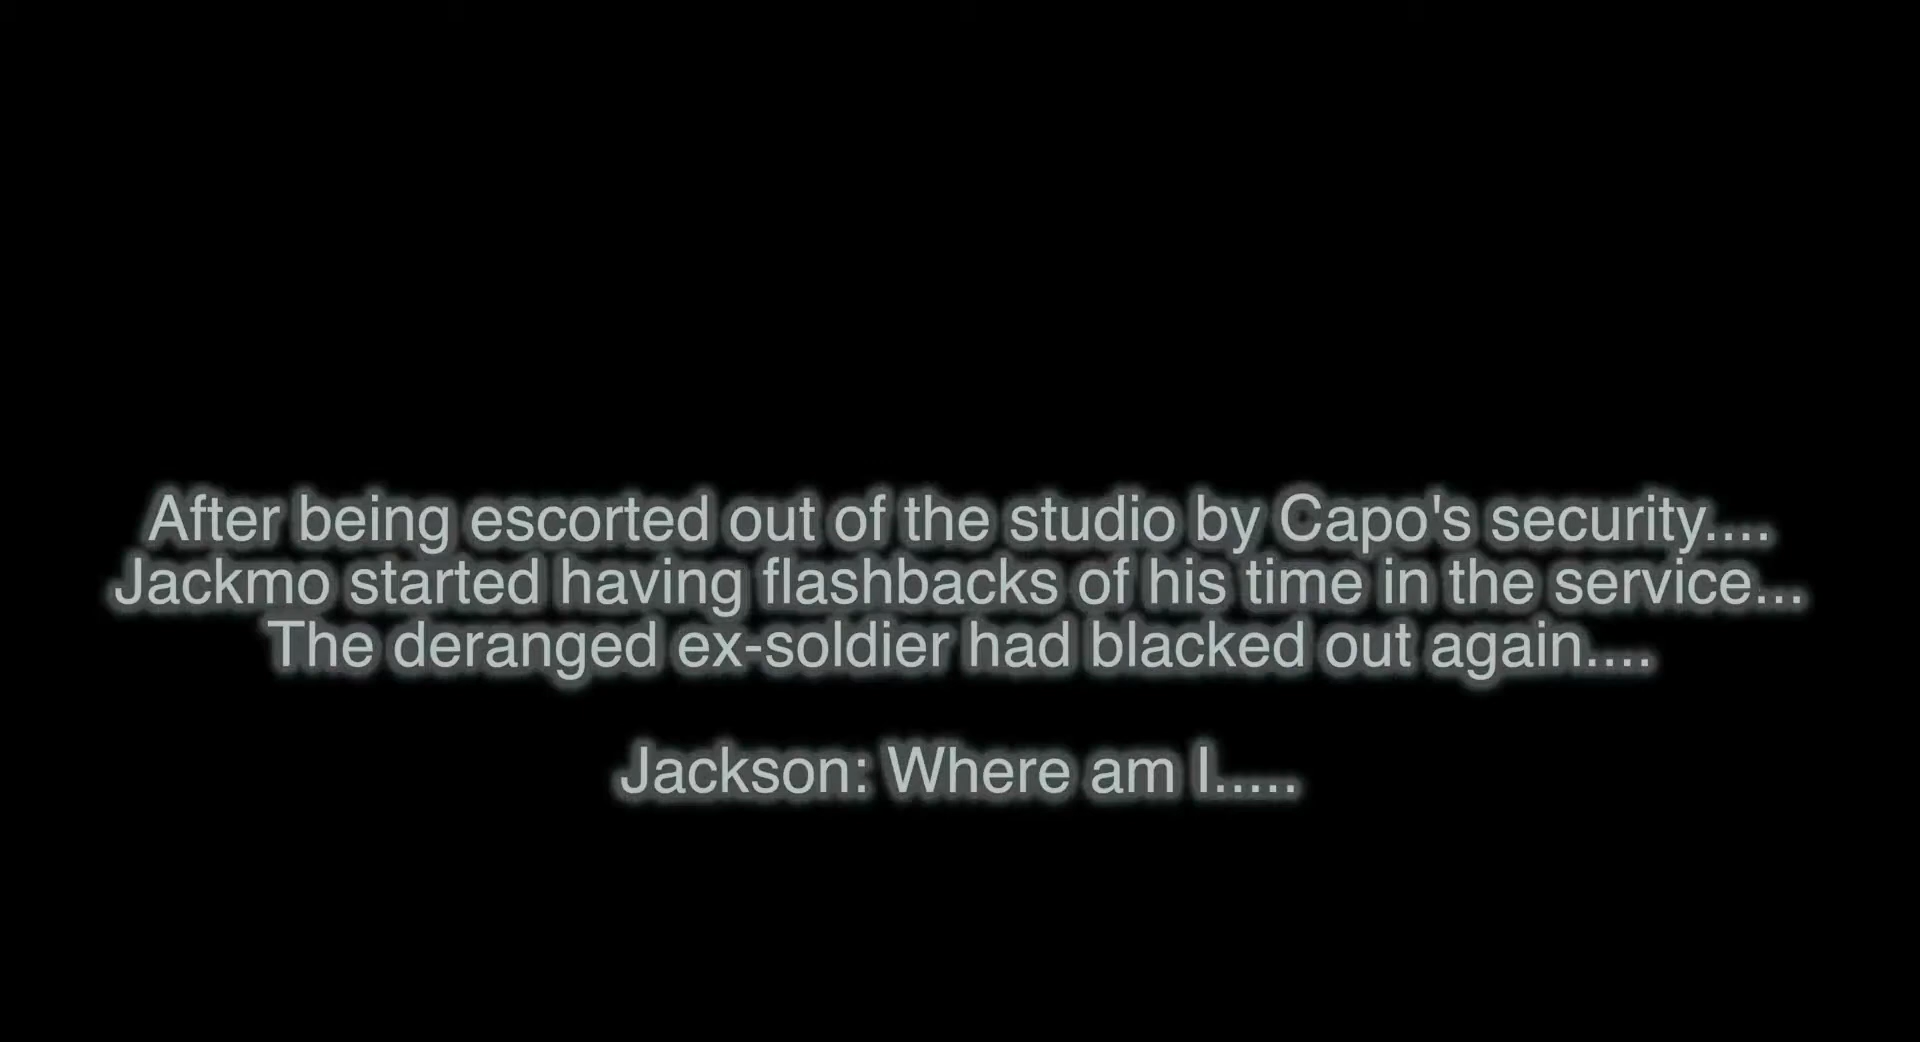 After being escorted out of the studio by Capo's security....
Jackmo started having flashbacks of his time in the service...
The deranged ex-soldier had blacked out again....
Jackson: Where am I.....